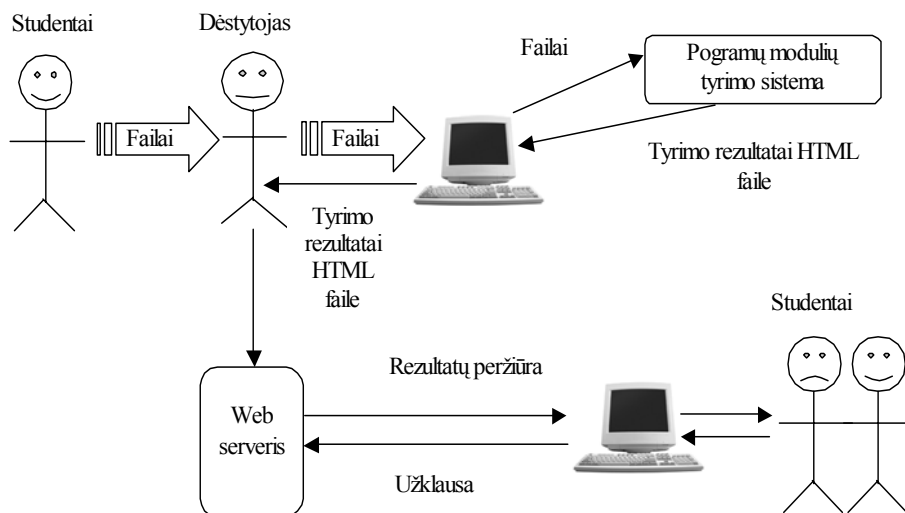 Studentai
Dėstytojas
Failai
Failai
Failai
Pogramų modulių
tyrimo sistema
Tyrimo rezultatai HTML
faile
Tyrimo
rezultatai
HTML
faile
Studentai
Rezultatų peržiūra
Web
serveris
Užklausa